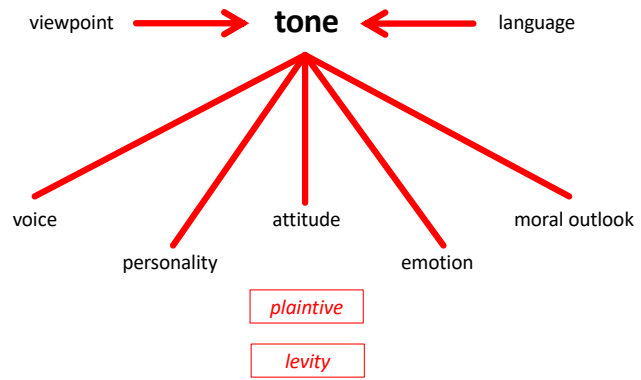 viewpoint
tone
language
voice
attitude
moral outlook
personality
emotion
plaintive
levity